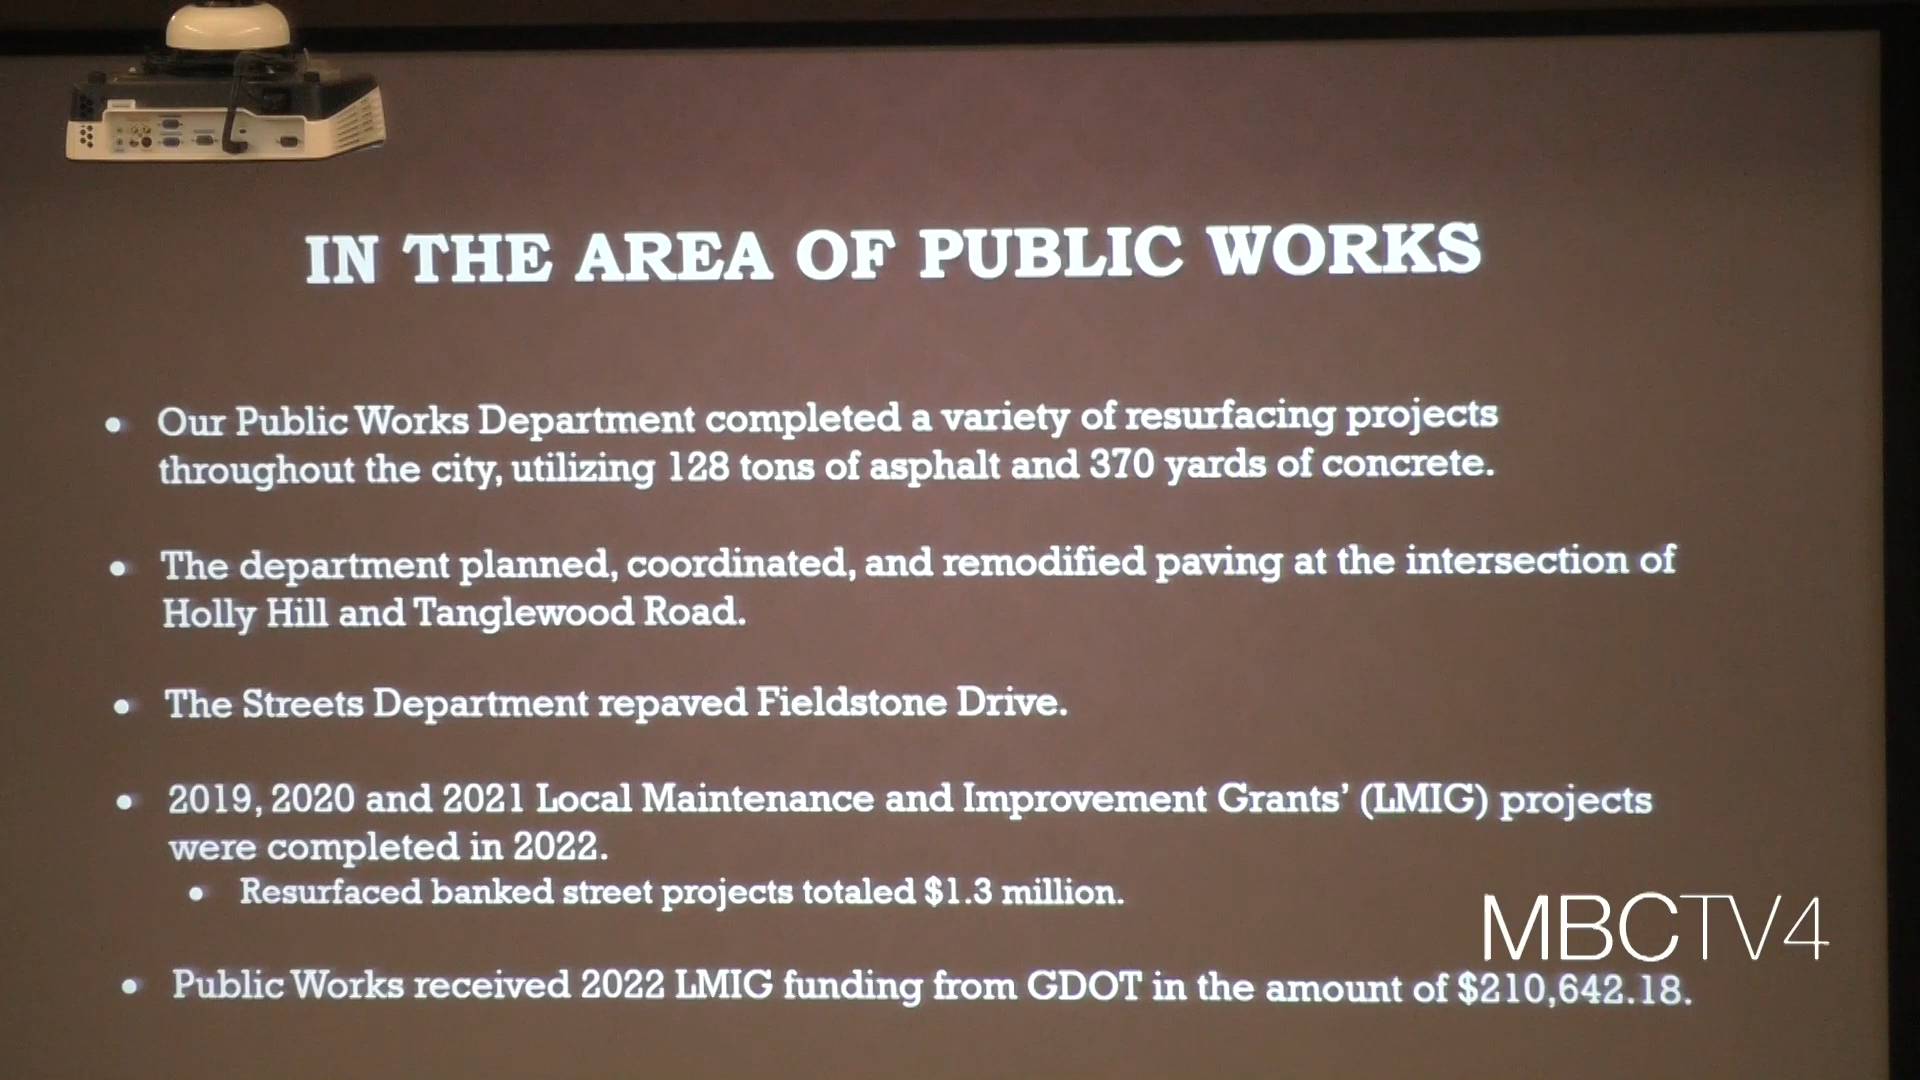 IN THE AREA OF PUBLIC WORKS
• Our Public Works Department completed a variety of resurfacing projects
throughout the city, utilizing 128 tons of asphalt and 370 yards of concrete.
• The department planned, coordinated, and remodified paving at the intersection of
Holly Hill and Tanglewood Road.
• The Streets Department repaved Fieldstone Drive.
• 2019, 2020 and 2021 Local Maintenance and Improvement Grants’ (LMIG) projects
were completed in 2022.
• Resurfaced banked street projects totaled $1.3 million.
MBCTV4
• Public Works received 2022 LMIG funding from GDOT in the amount of $210,642.18.